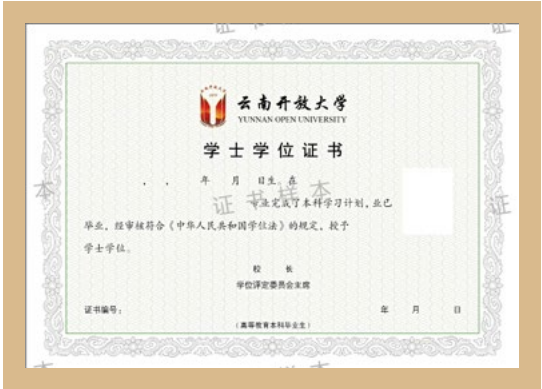 云南开放大学
YUNNAN OPEN UNIVERSITY
学士学位证书
， ， 年 月 日生。在
专业完成了本科学习计划，业已
毕业，经审核符合《中华人民共和国学位法》的规定，授予
学士学位。
证书样本
校 长
学位评定委员会主席
证书编号： 年 月 日
（高等教育本科毕业生）